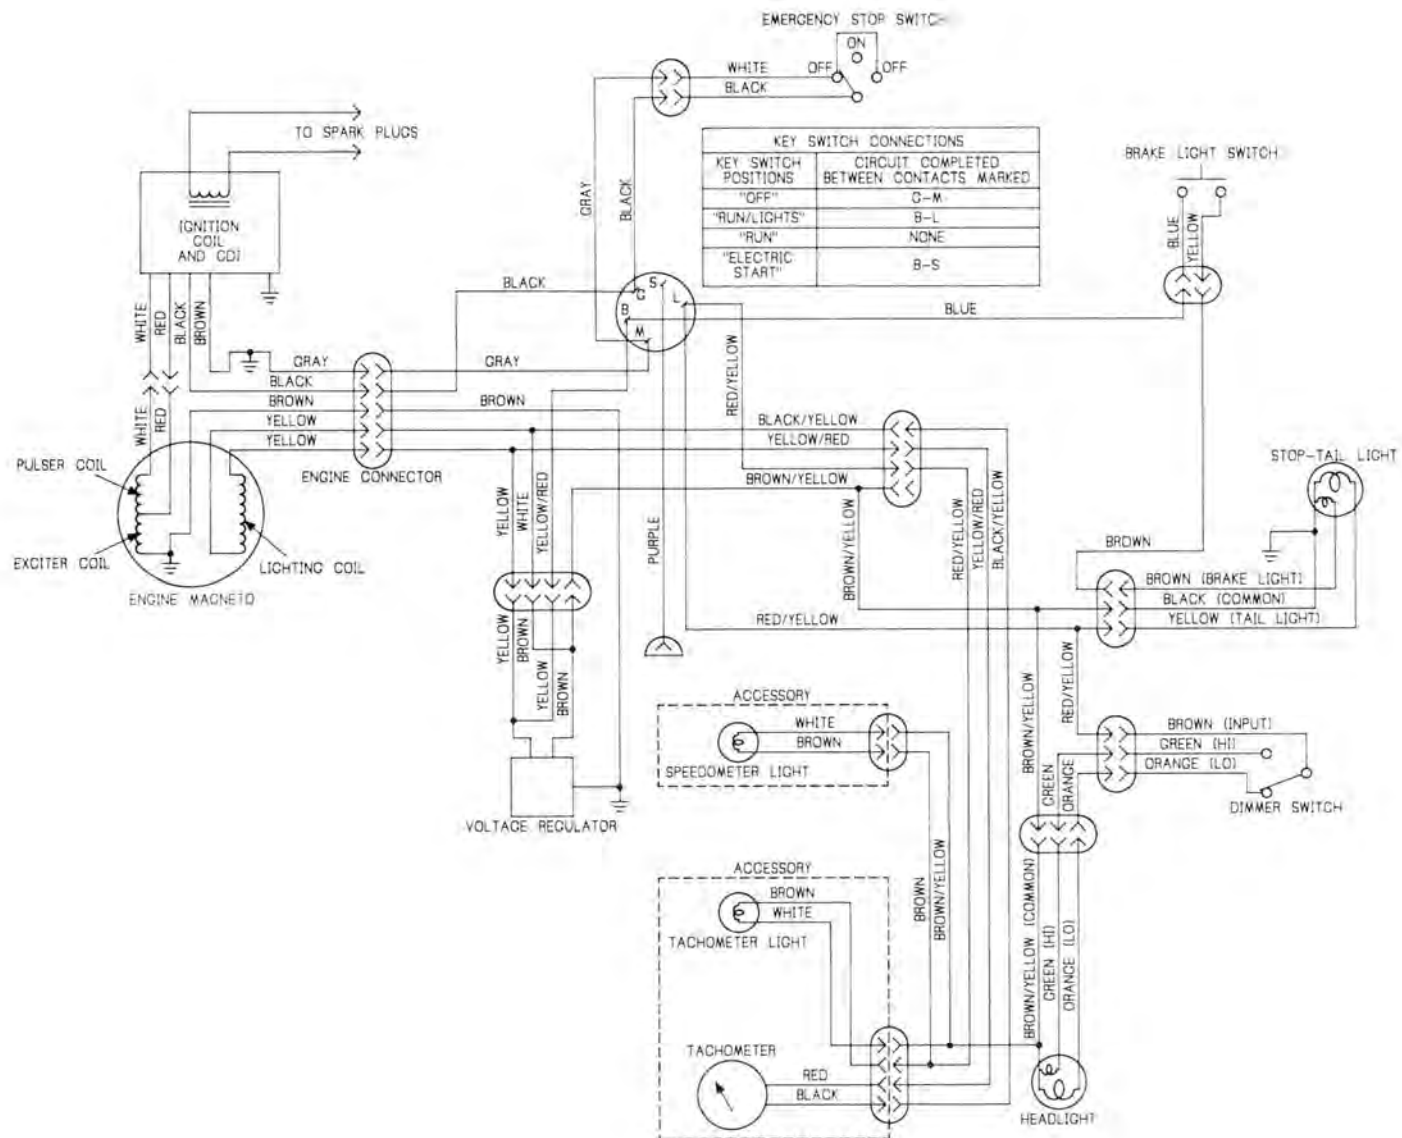 EMERGENCY STOP SWITCH
ON
OFF
OFF
WHITE
BLACK
TO SPARK PLUGS
IGNITION
COIL
AND CDI
GRAY
BLACK
KEY SWITCH CONNECTIONS
KEY SWITCH
POSITIONS
CIRCUIT COMPLETED
BETWEEN CONTACTS MARKED
"OFF"
G-M
"RUN/LIGHTS"
B-L
"RUN"
NONE
"ELECTRIC
START"
B-S
BRAKE LIGHT SWITCH
BLUE
YELLOW
WHITE
RED
BLACK
BROWN
BLACK
S
G
L
B
M
BLUE
RED/YELLOW
GRAY
BLACK
BROWN
YELLOW
YELLOW
GRAY
BROWN
WHITE
RED
ENGINE CONNECTOR
BLACK/YELLOW
YELLOW/RED
BROWN/YELLOW
PULSER COIL
EXCITER COIL
LIGHTING COIL
ENGINE MAGNETO
YELLOW
WHITE
YELLOW/RED
PURPLE
BROWN/YELLOW
RED/YELLOW
YELLOW/RED
BLACK/YELLOW
STOP-TAIL LIGHT
BROWN
BROWN (BRAKE LIGHT)
BLACK (COMMON)
YELLOW (TAIL LIGHT)
RED/YELLOW
YELLOW
BROWN
YELLOW
BROWN
VOLTAGE REGULATOR
ACCESSORY
WHITE
BROWN
SPEEDOMETER LIGHT
BROWN/YELLOW
RED/YELLOW
GREEN
ORANGE
BROWN (INPUT)
GREEN (HI)
ORANGE (LO)
DIMMER SWITCH
ACCESSORY
BROWN
WHITE
TACHOMETER LIGHT
BROWN
BROWN/YELLOW
BROWN/YELLOW (COMMON)
GREEN (HI)
ORANGE (LO)
TACHOMETER
RED
BLACK
HEADLIGHT